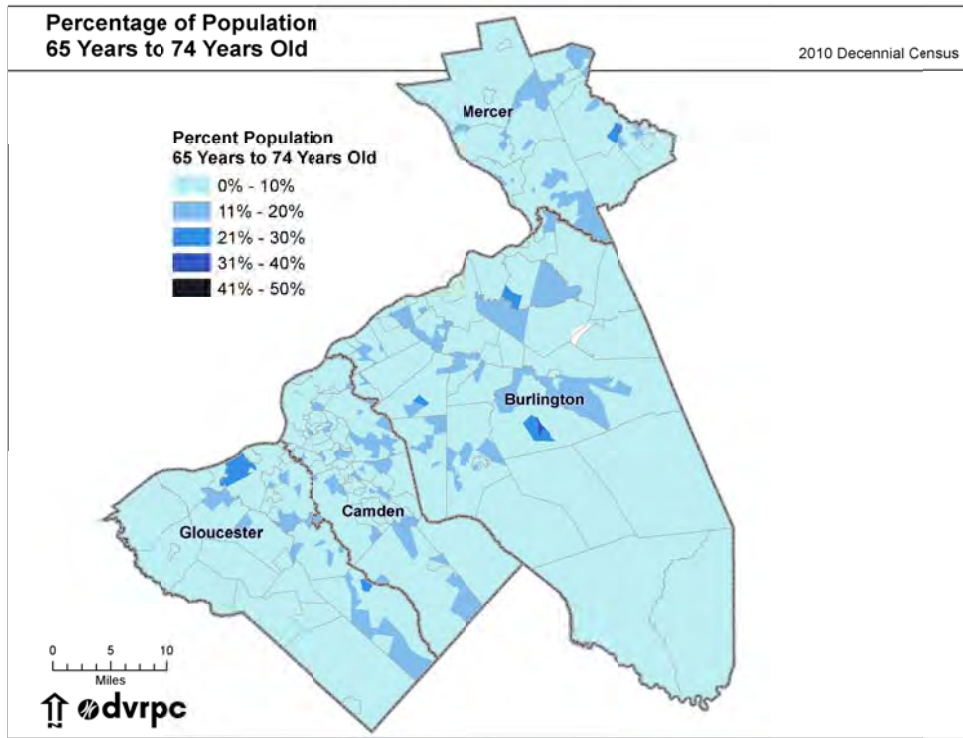 Percentage of Population
65 Years to 74 Years Old
2010 Decennial Census
Mercer
Percent Population
65 Years to 74 Years Old
0% - 10%
11% - 20%
21% - 30%
31% - 40%
41% - 50%
Burlington
Camden
Gloucester
0 5 10
Miles
N dvrpc